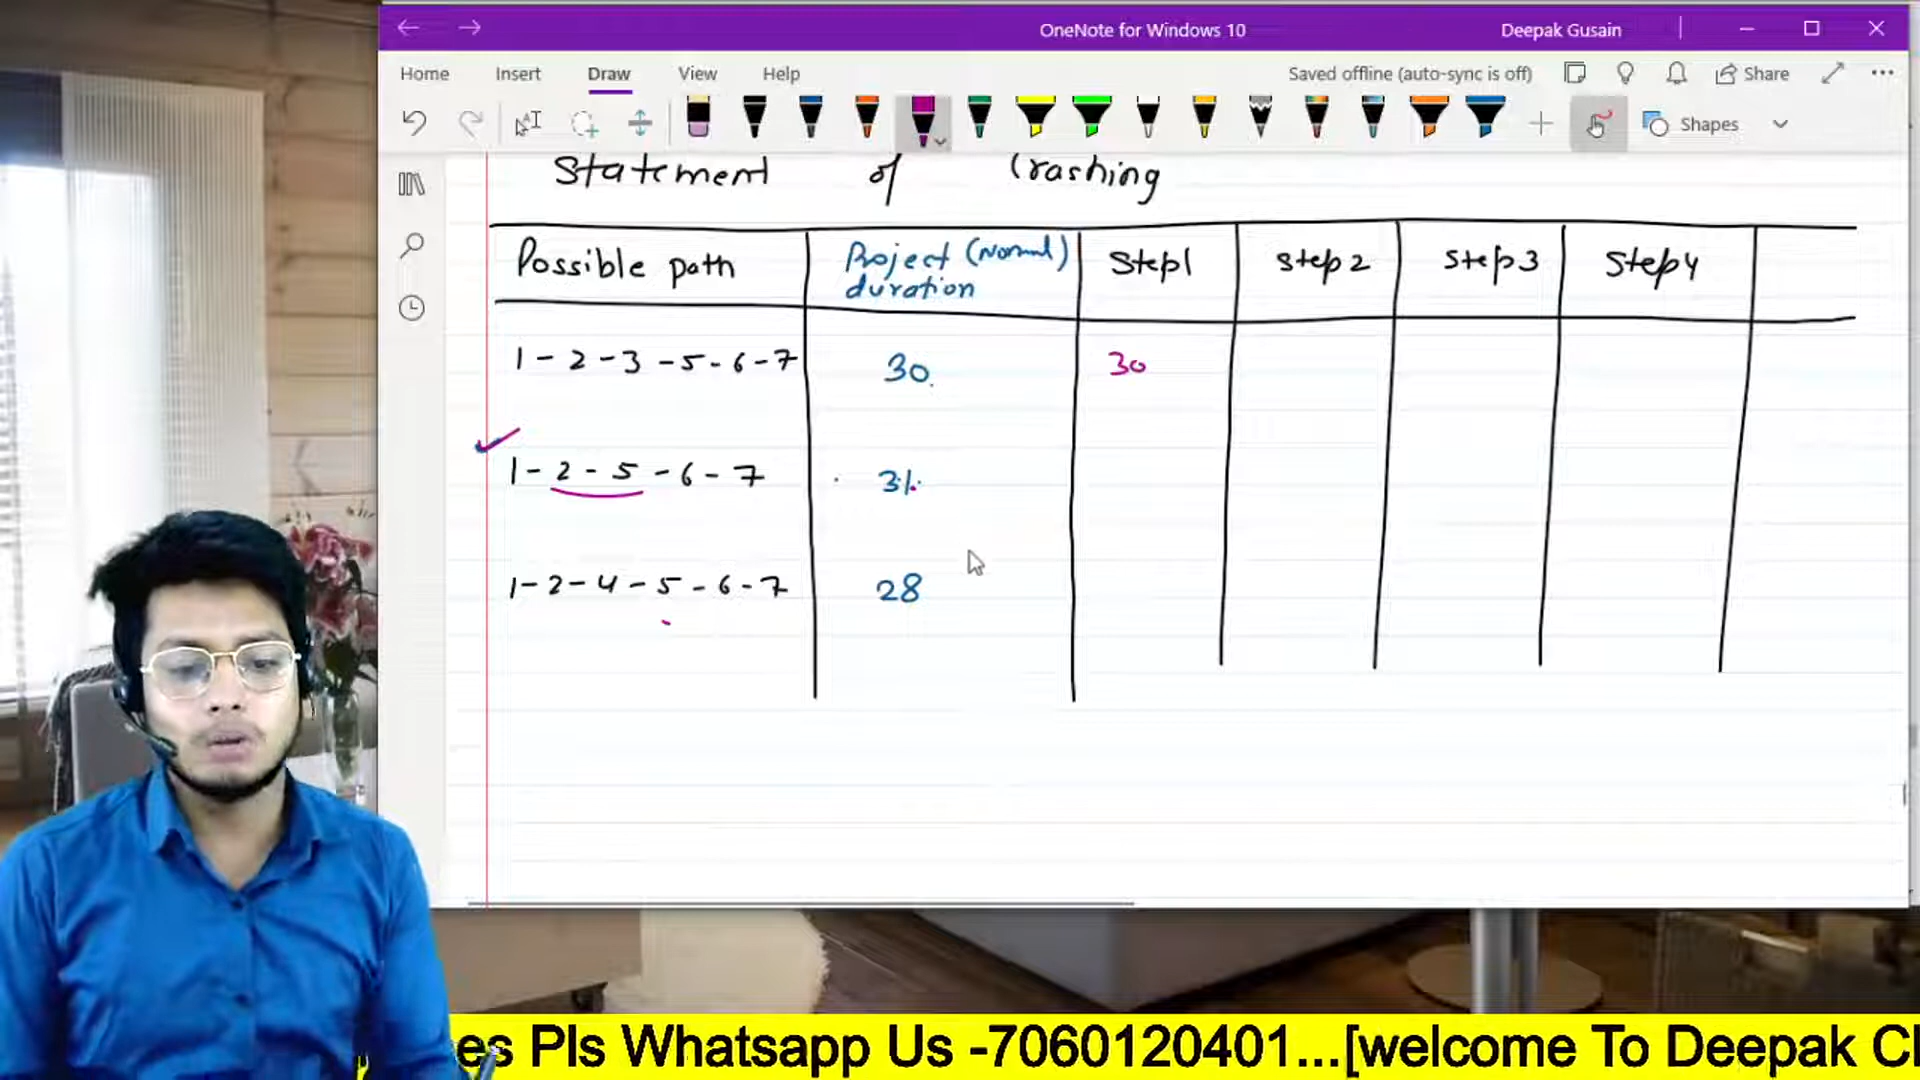 OneNote for Windows 10
Deepak Gusain
Home Insert Draw View Help
Saved offline (auto-sync is off)
Share
Shapes
Statement of Crashing
Possible path
Project (Normal) duration
Step1
Step2
Step3
Step4
1 - 2 - 3 - 5 - 6 - 7
30
30
1 - 2 - 5 - 6 - 7
31
1 - 2 - 4 - 5 - 6 - 7
28
es Pls Whatsapp Us -7060120401...[welcome To Deepak Cl